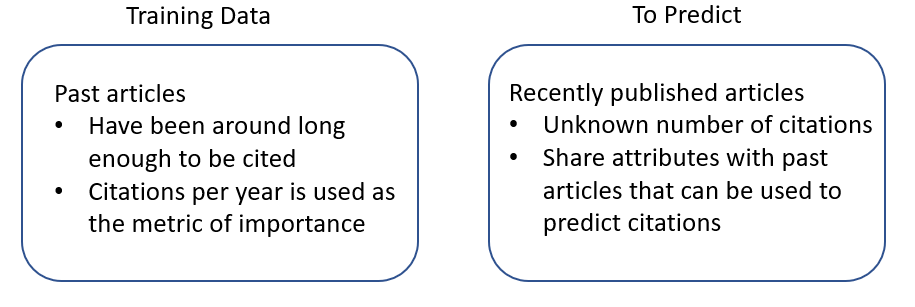 Training Data
Past articles
• Have been around long
enough to be cited
• Citations per year is used as
the metric of importance
To Predict
Recently published articles
• Unknown number of citations
• Share attributes with past
articles that can be used to
predict citations